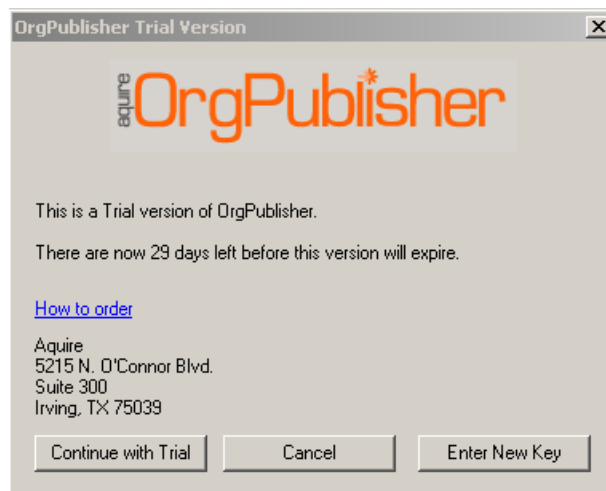 OrgPublisher Trial Version
aquire
OrgPublisher
This is a Trial version of OrgPublisher.
There are now 29 days left before this version will expire.
How to order
Aquire
5215 N. O'Connor Blvd.
Suite 300
Irving, TX 75039
Continue with Trial
Cancel
Enter New Key